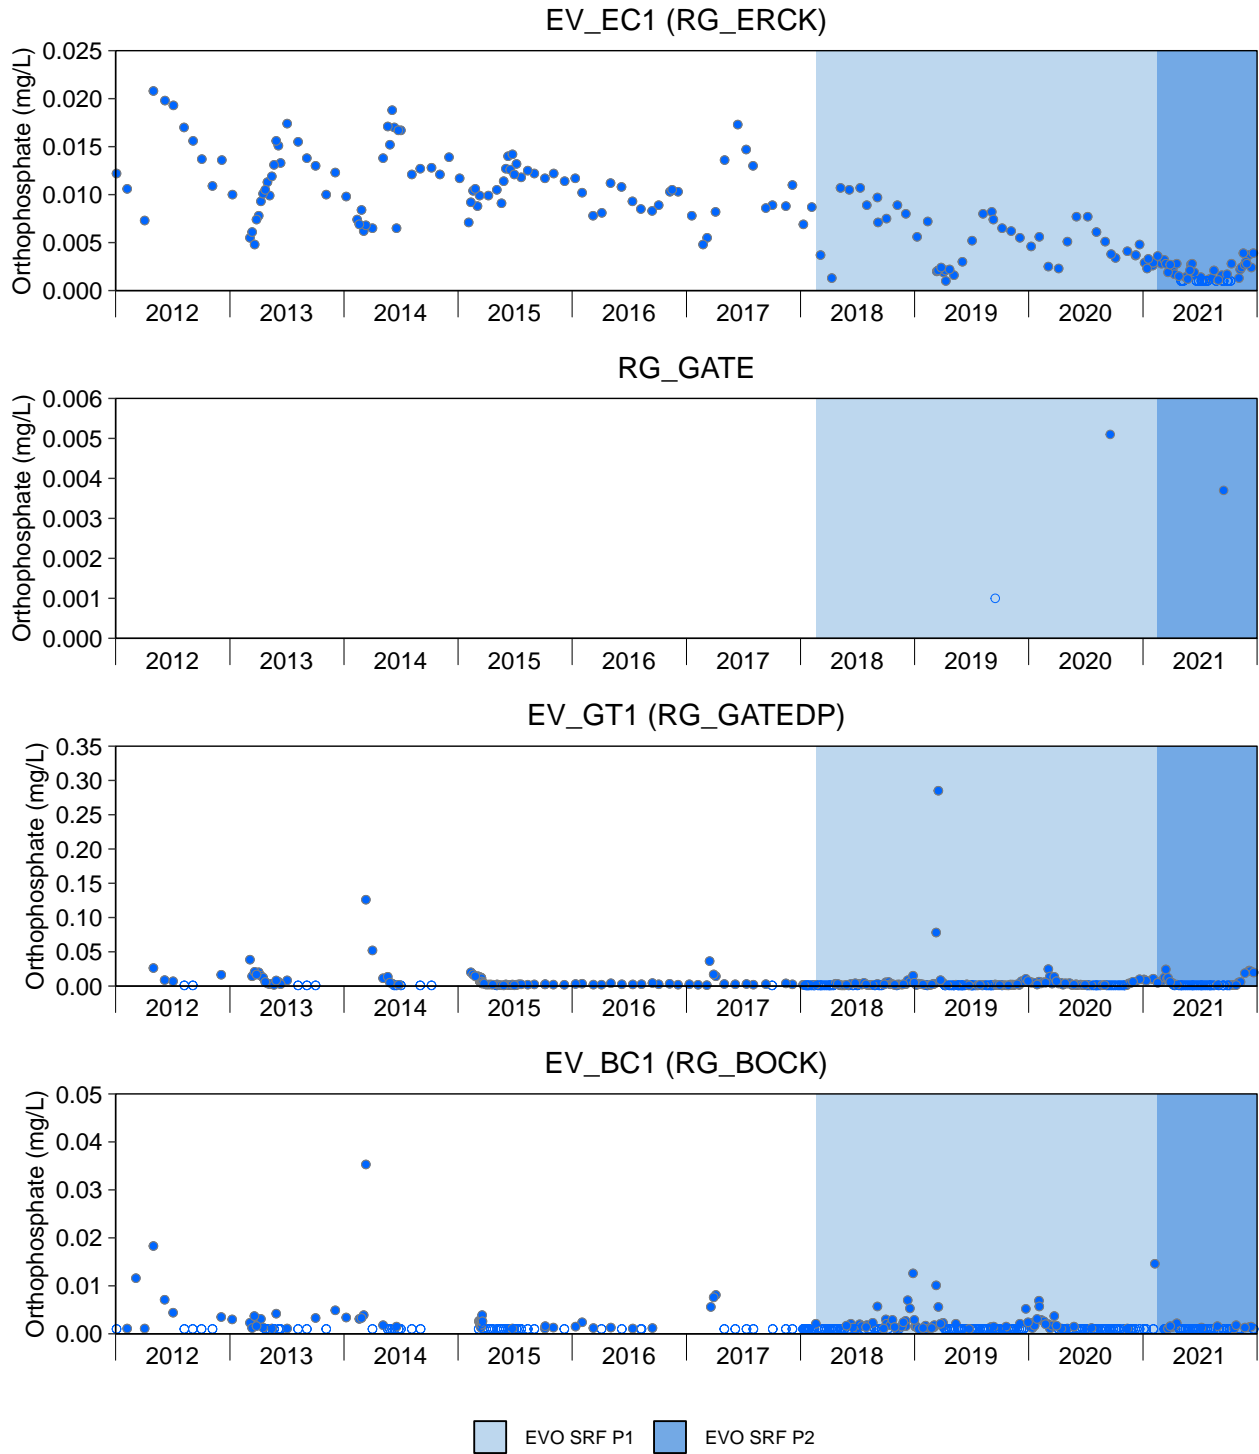 EV_EC1 (RG_ERCK)
Orthophosphate (mg/L)
0.025
0.020
0.015
0.010
0.005
0.000
2012 2013 2014 2015 2016 2017 2018 2019 2020 2021
RG_GATE
Orthophosphate (mg/L)
0.006
0.005
0.004
0.003
0.002
0.001
0.000
2012 2013 2014 2015 2016 2017 2018 2019 2020 2021
EV_GT1 (RG_GATEDP)
Orthophosphate (mg/L)
0.35
0.30
0.25
0.20
0.15
0.10
0.05
0.00
2012 2013 2014 2015 2016 2017 2018 2019 2020 2021
EV_BC1 (RG_BOCK)
Orthophosphate (mg/L)
0.05
0.04
0.03
0.02
0.01
0.00
2012 2013 2014 2015 2016 2017 2018 2019 2020 2021
EVO SRF P1 EVO SRF P2